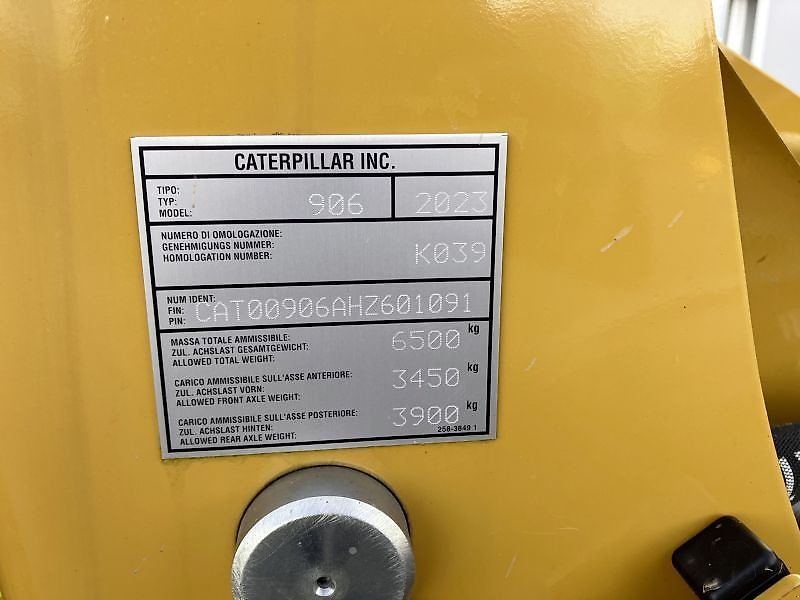 CATERPILLAR INC.
TIPO:
TYP:
MODEL: 906 2023
NUMERO DI OMOLOGAZIONE:
GENEHMIGUNGS NUMMER:
HOMOLOGATION NUMBER: K039
NUM IDENT:
FIN: CAT00906AHZ601091
PIN:
MASSA TOTALE AMMISSIBILE:
ZUL. ACHSLAST GESAMTGEWICHT: 6500 kg
ALLOWED TOTAL WEIGHT:
CARICO AMMISSIBILE SULL'ASSE ANTERIORE:
ZUL. ACHSLAST VORN: 3450 kg
ALLOWED FRONT AXLE WEIGHT:
CARICO AMMISSIBILE SULL'ASSE POSTERIORE:
ZUL. ACHSLAST HINTEN: 3900 kg
ALLOWED REAR AXLE WEIGHT:
258-3849 1